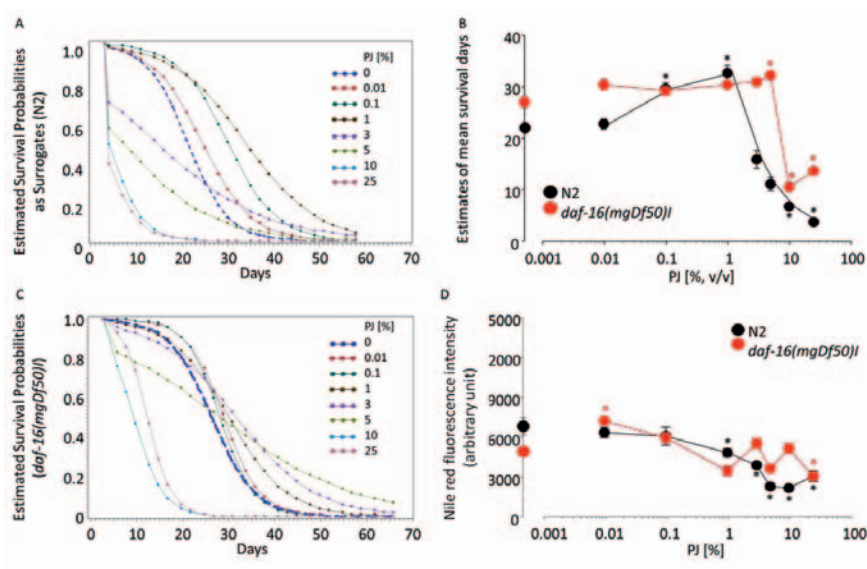 A
Estimated Survival Probabilities
as Surrogates (N2)
1.0
0.8
0.6
0.4
0.2
0
PJ [%]
0
0.01
0.1
1
3
5
10
25
0 10 20 30 40 50 60 70
Days
B
Estimates of mean survival days
40
30
20
10
0
* * * * * * *
N2
daf-16(mgDf50)I
0.001 0.01 0.1 1 10 100
PJ [%, v/v]
C
Estimated Survival Probabilities
(daf-16(mgDf50)I)
1.0
0.8
0.6
0.4
0.2
0
PJ [%]
0
0.01
0.1
1
3
5
10
25
0 10 20 30 40 50 60 70
Days
D
Nile red fluorescence intensity
(arbitrary unit)
5000
6000
3000
0
N2
daf-16(mgDf50)I
* * * * * * *
0.001 0.01 0.1 1 10 100
PJ [%]